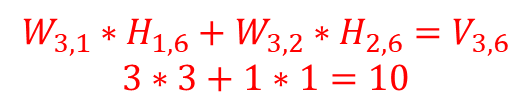 W₃,₁ * H₁,₆ + W₃,₂ * H₂,₆ = V₃,₆
3 * 3 + 1 * 1 = 10